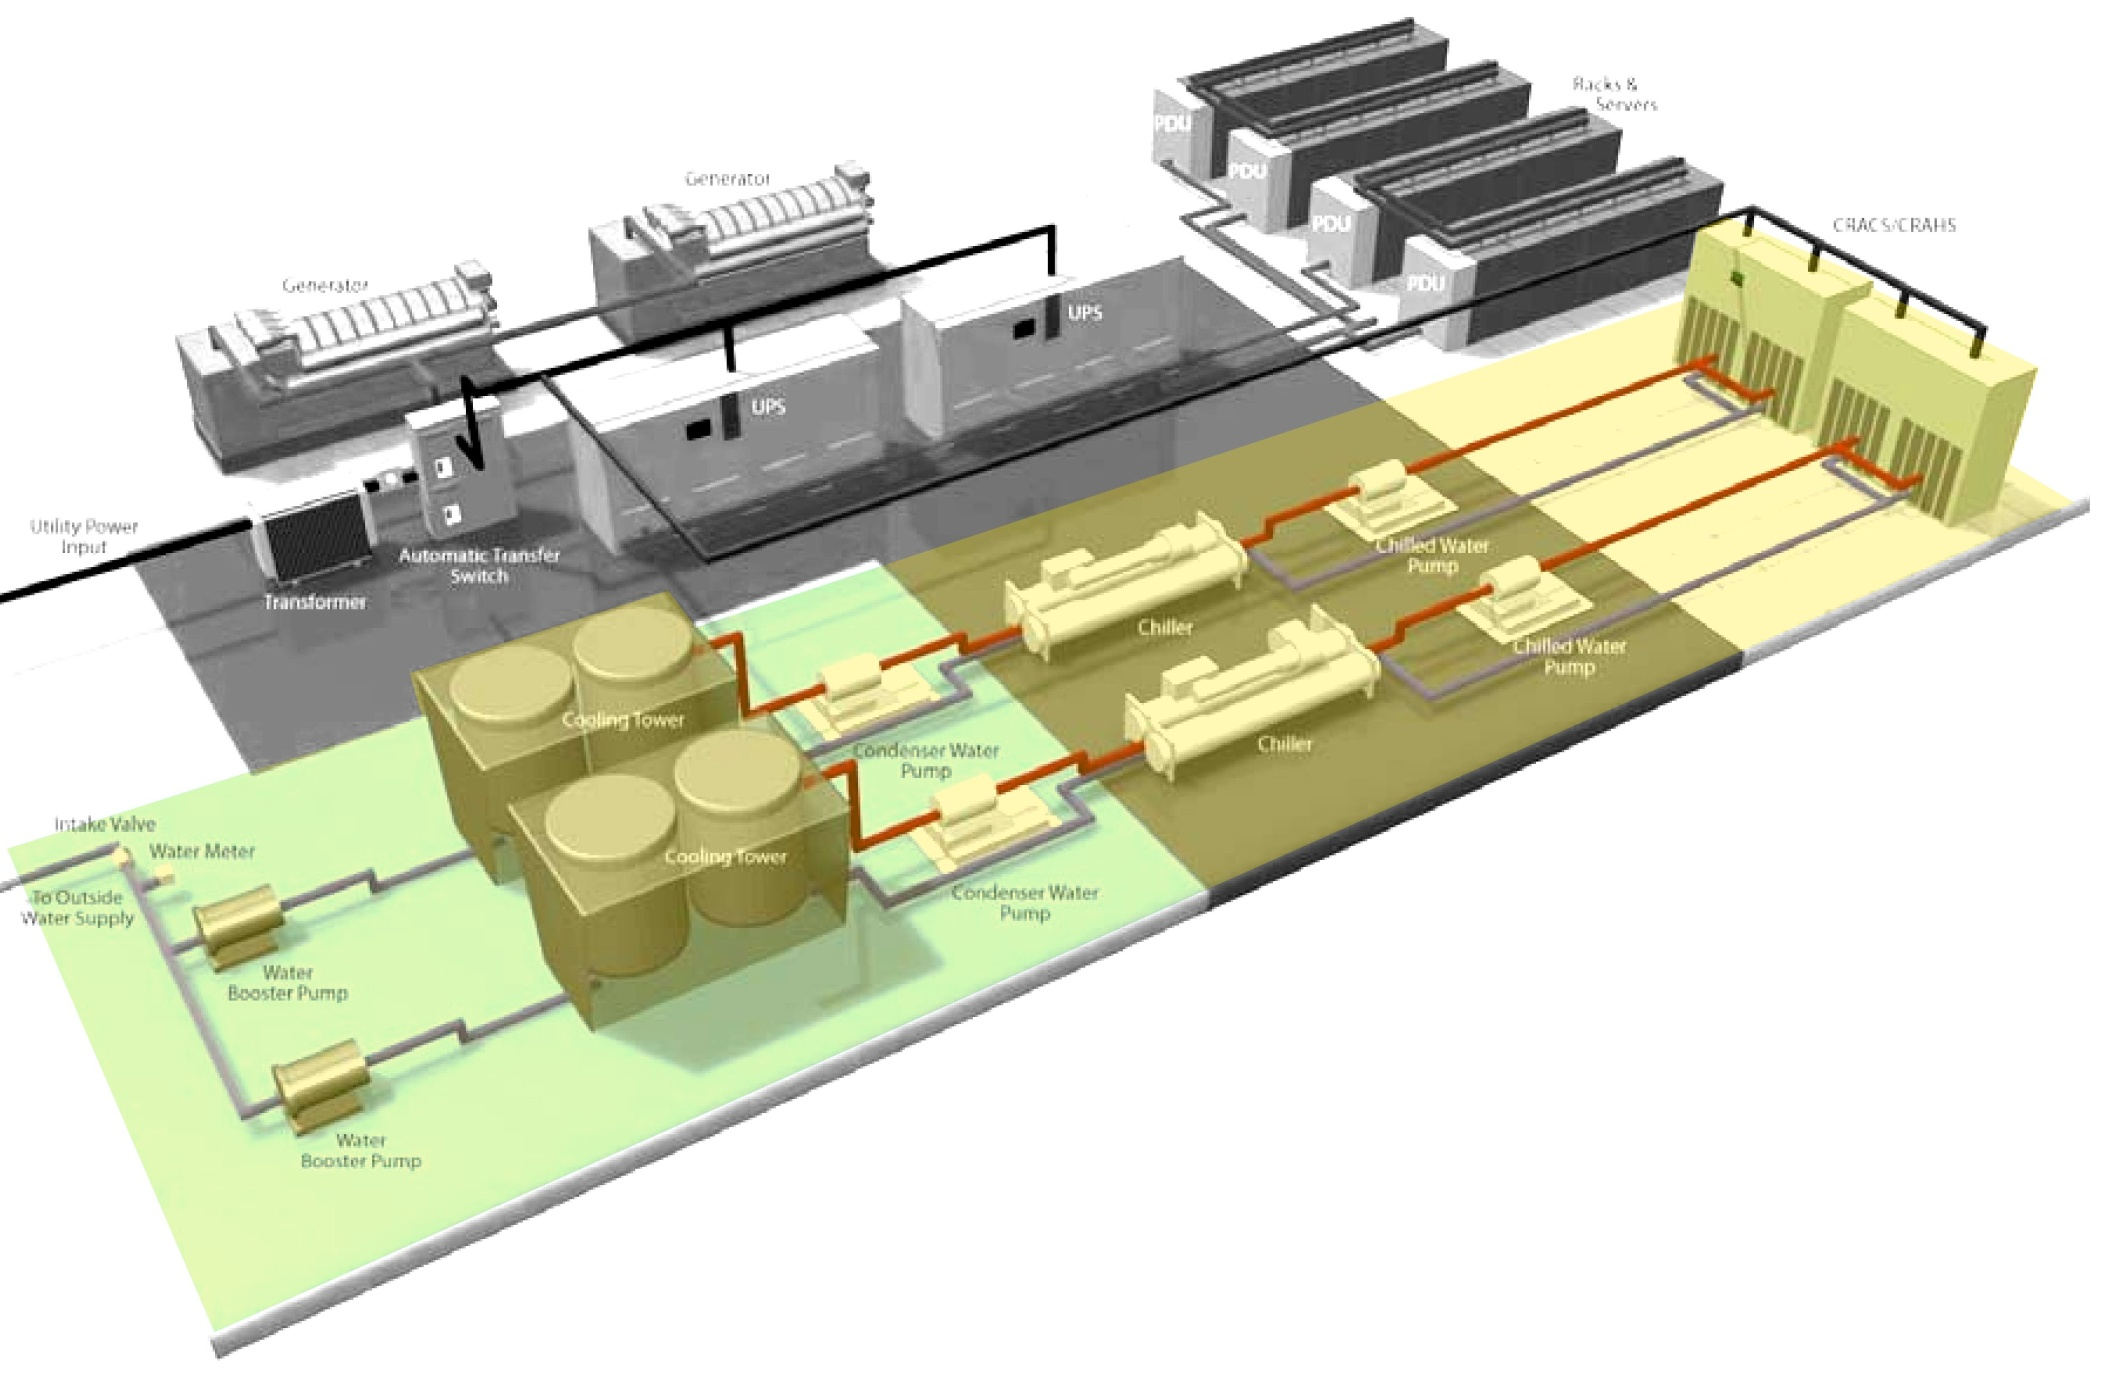 Racks &
Servers
PDU
PDU
PDU
PDU
Generator
Generator
CRACS/CRAHS
UPS
UPS
Utility Power
Input
Automatic Transfer
Switch
Transformer
Chilled Water
Pump
Chiller
Chilled Water
Pump
Cooling Tower
Chiller
Condenser Water
Pump
Intake Valve
Water Meter
Cooling Tower
To Outside
Water Supply
Condenser Water
Pump
Water
Booster Pump
Water
Booster Pump